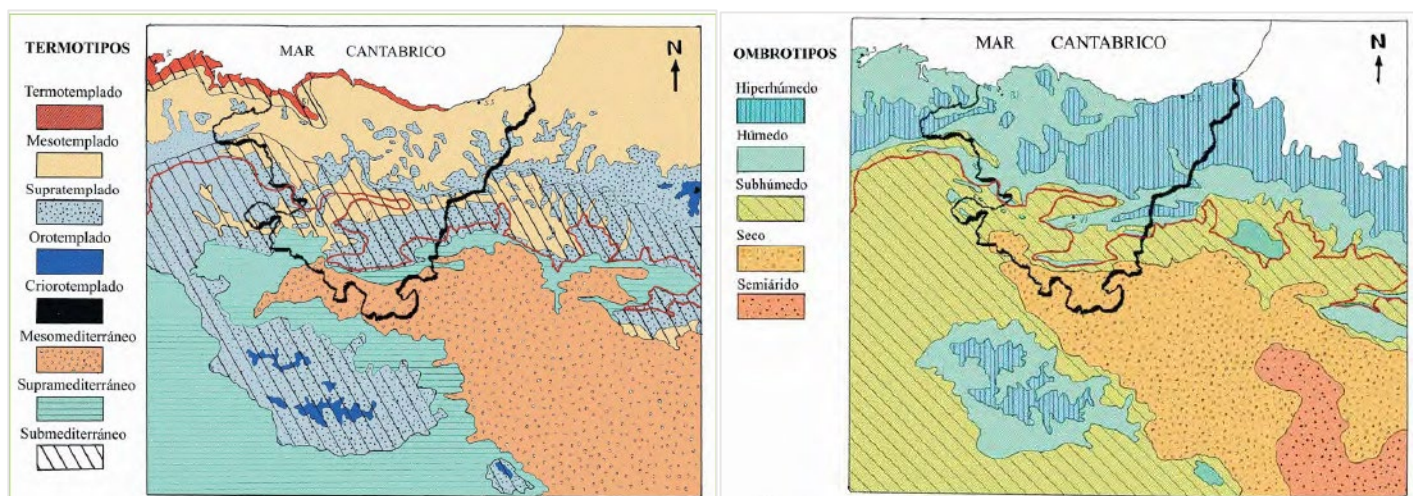 TERMOTIPOS
Termotemplado
Mesotemplado
Supratemplado
Orotemplado
Criorotemplado
Mesomediterráneo
Supramediterráneo
Submediterráneo
MAR CANTABRICO
N
OMBROTIPOS
Hiperhúmedo
Húmedo
Subhúmedo
Seco
Semiárido
MAR CANTABRICO
N